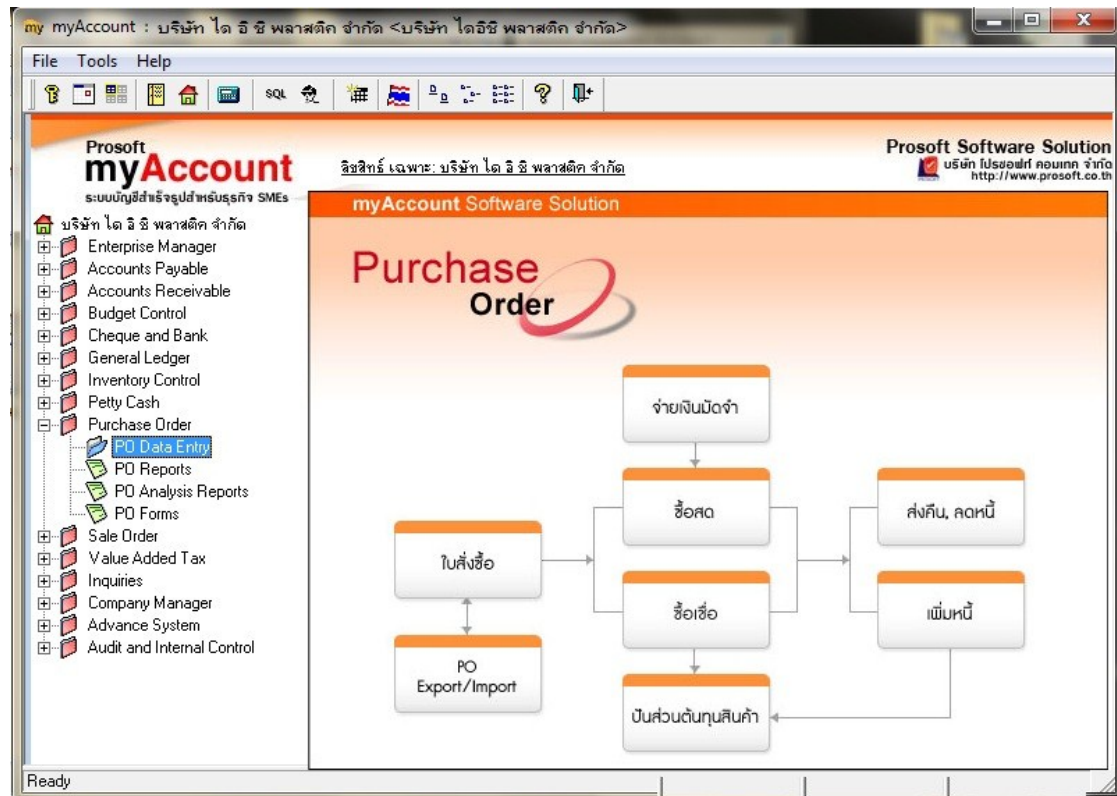 my myAccount : บริษัท ได อิ ชิ พลาสติค จำกัด <บริษัท ไดอิชิ พลาสติค จำกัด>
File Tools Help
SQL
Prosoft
myAccount
ระบบบัญชีสำเร็จรูปสำหรับธุรกิจ SMEs
ลิขสิทธ์ เฉพาะ: บริษัท ได อิ ชิ พลาสติค จำกัด
Prosoft Software Solution
บริษัท โปรซอฟท์ คอมเทค จำกัด
http://www.prosoft.co.th
myAccount Software Solution
บริษัท ได อิ ชิ พลาสติค จำกัด
Enterprise Manager
Accounts Payable
Accounts Receivable
Budget Control
Cheque and Bank
General Ledger
Inventory Control
Petty Cash
Purchase Order
PO Data Entry
PO Reports
PO Analysis Reports
PO Forms
Sale Order
Value Added Tax
Inquiries
Company Manager
Advance System
Audit and Internal Control
Purchase
Order
จ่ายเงินมัดจำ
ซื้อสด
ส่งคืน, ลดหนี้
ใบสั่งซื้อ
ซื้อเชื่อ
เพิ่มหนี้
PO
Export/Import
ปันส่วนต้นทุนสินค้า
Ready